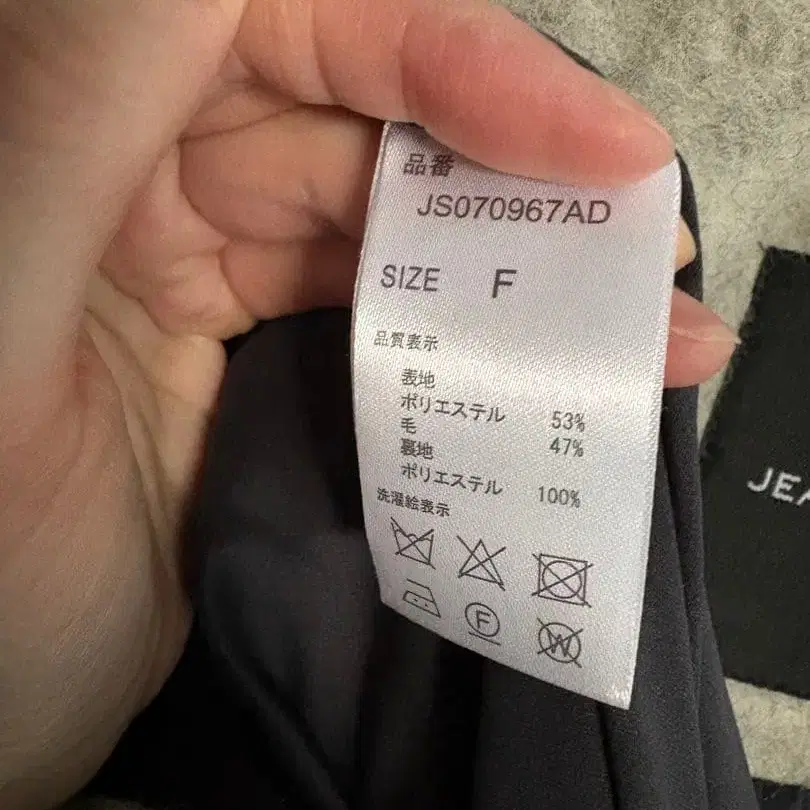 品番
JS070967AD
SIZE F
品質表示
表地
ポリエステル 53%
毛 47%
裏地
ポリエステル 100%
洗濯絵表示
F
W
JEA